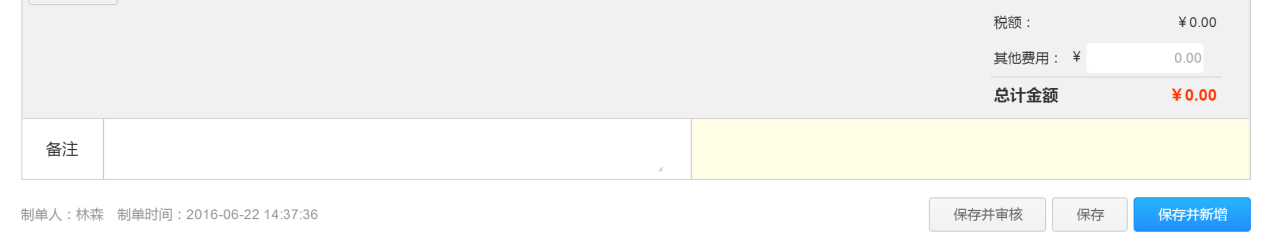 税额： ￥0.00
其他费用： ￥ 0.00
总计金额 ￥0.00
备注
制单人：林森 制单时间：2016-06-22 14:37:36 保存并审核 保存 保存并新增